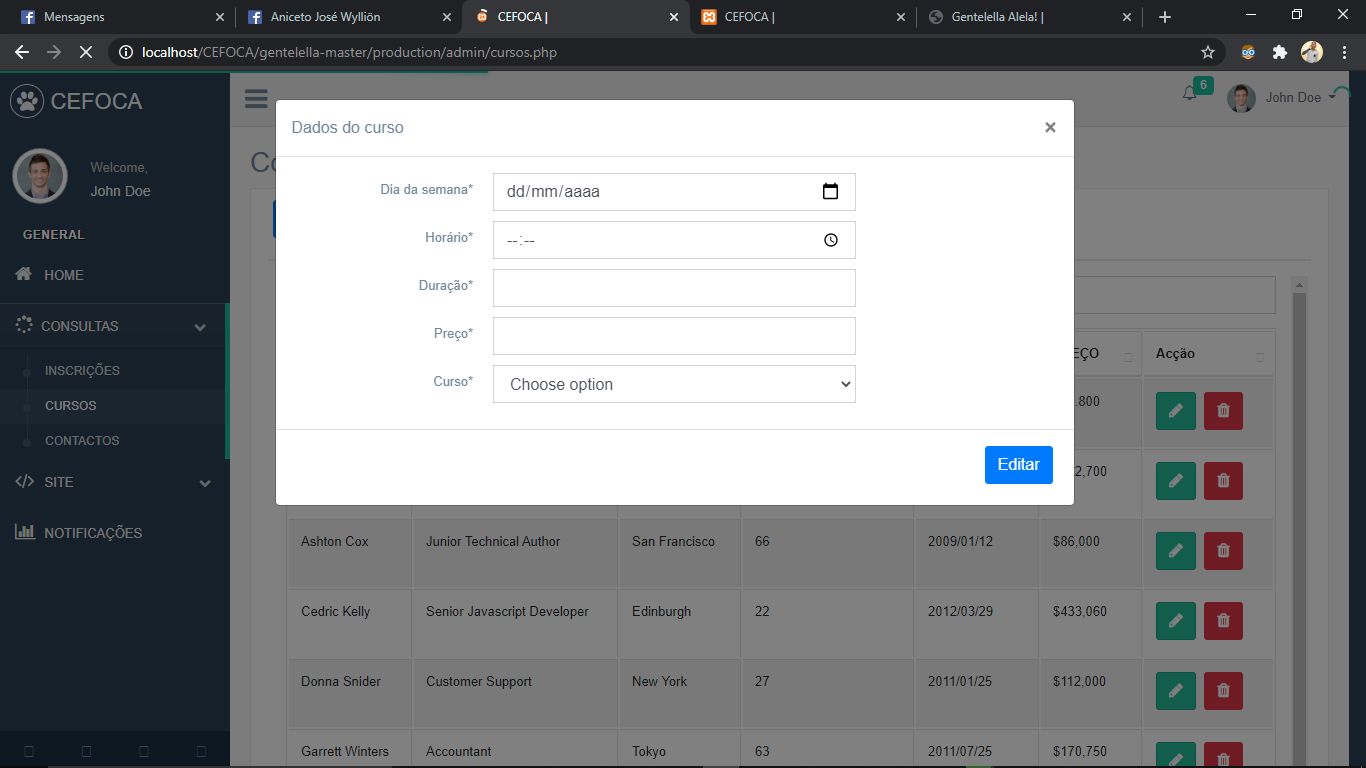 Mensagens
Aniceto José Wylliön
CEFOCA |
CEFOCA |
Gentelella Alela! |
localhost/CEFOCA/gentelella-master/production/admin/cursos.php
CEFOCA
6
John Doe
Welcome,
John Doe
GENERAL
HOME
CONSULTAS
INSCRIÇÕES
CURSOS
CONTACTOS
SITE
NOTIFICAÇÕES
Co
Dados do curso
×
Dia da semana*
dd/mm/aaaa
Horário*
--:--
Duração*
Preço*
Curso*
Choose option
Editar
EÇO Acção
.800
2,700
Ashton Cox Junior Technical Author San Francisco 66 2009/01/12 $86,000
Cedric Kelly Senior Javascript Developer Edinburgh 22 2012/03/29 $433,060
Donna Snider Customer Support New York 27 2011/01/25 $112,000
Garrett Winters Accountant Tokyo 63 2011/07/25 $170,750